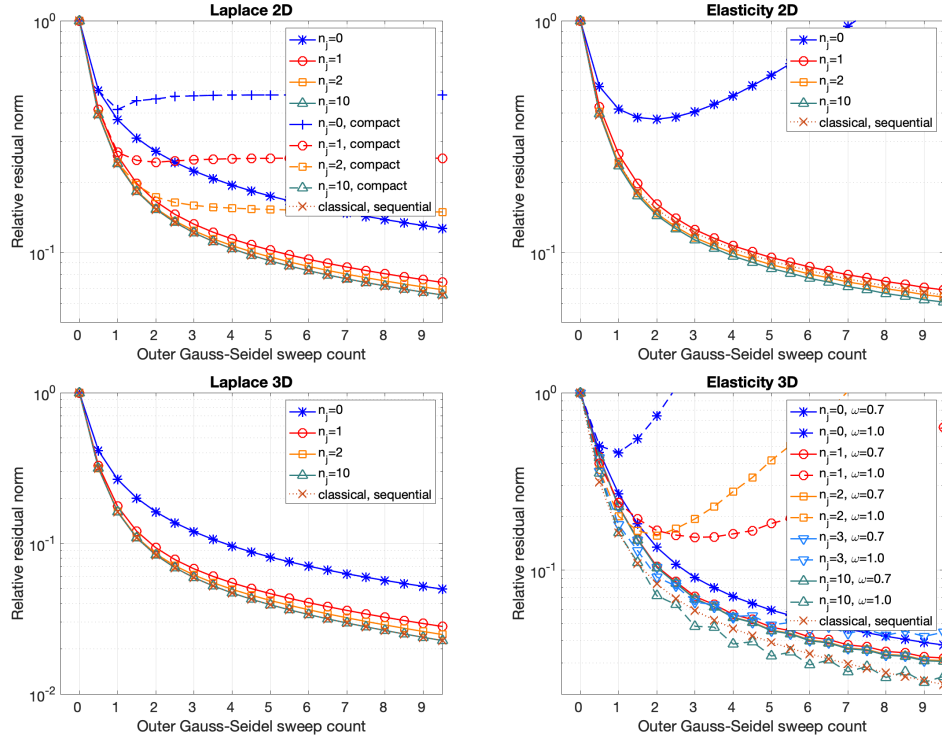 Laplace 2D
10^0
10^-1
Relative residual norm
0 1 2 3 4 5 6 7 8 9
Outer Gauss-Seidel sweep count
n_j=0
n_j=1
n_j=2
n_j=10
n_j=0, compact
n_j=1, compact
n_j=2, compact
n_j=10, compact
classical, sequential
Elasticity 2D
10^0
10^-1
Relative residual norm
0 1 2 3 4 5 6 7 8 9
Outer Gauss-Seidel sweep count
n_j=0
n_j=1
n_j=2
n_j=10
classical, sequential
Laplace 3D
10^0
10^-1
10^-2
Relative residual norm
0 1 2 3 4 5 6 7 8 9
Outer Gauss-Seidel sweep count
n_j=0
n_j=1
n_j=2
n_j=10
classical, sequential
Elasticity 3D
10^0
10^-1
Relative residual norm
0 1 2 3 4 5 6 7 8 9
Outer Gauss-Seidel sweep count
n_j=0, ω=0.7
n_j=0, ω=1.0
n_j=1, ω=0.7
n_j=1, ω=1.0
n_j=2, ω=0.7
n_j=2, ω=1.0
n_j=3, ω=0.7
n_j=3, ω=1.0
n_j=10, ω=0.7
n_j=10, ω=1.0
classical, sequential